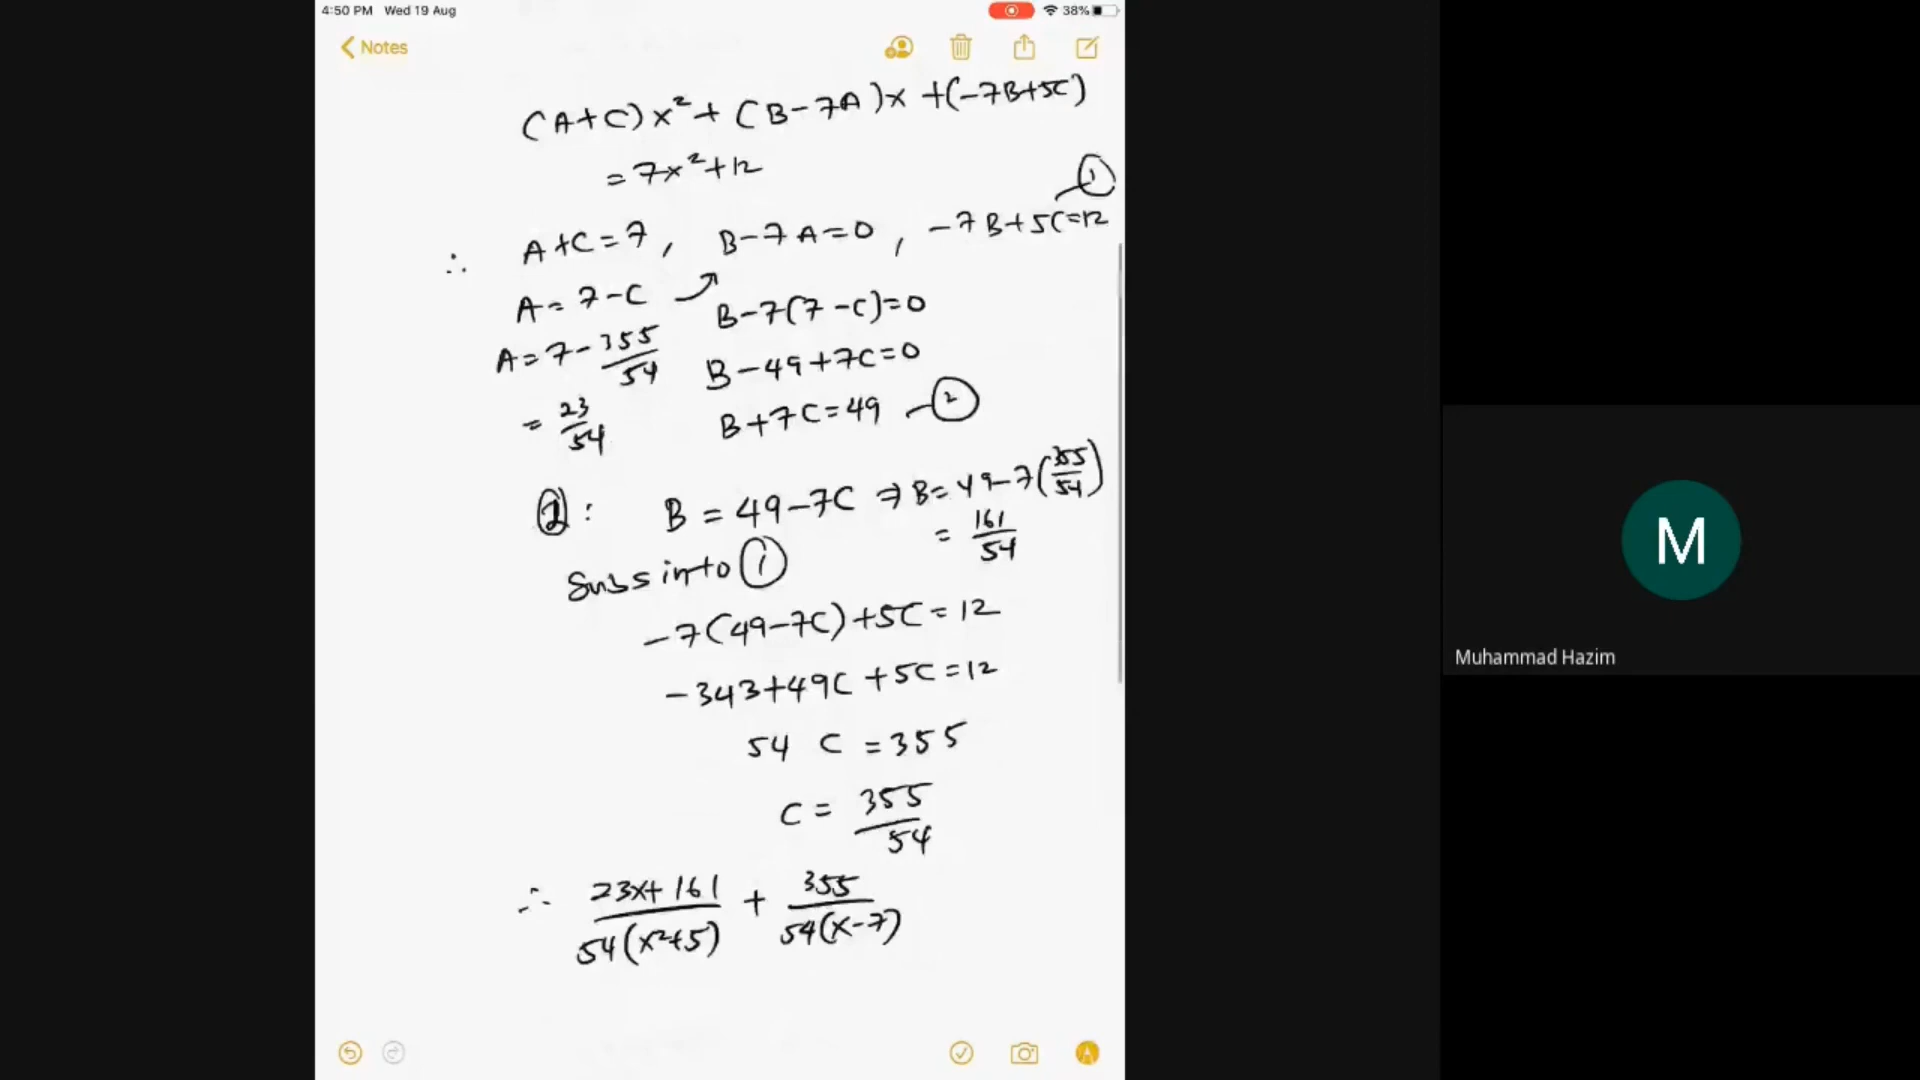 4:50 PM Wed 19 Aug
38%
Notes
(A+C)x²+(B-7A)x+(-7B+5C)
=7x²+12
①
∴ A+C=7, B-7A=0, -7B+5C=12
A=7-C B-7(7-C)=0
A=7-355/54 B-49+7C=0
=23/54 B+7C=49 ②
②: B=49-7C ⇒ B=49-7(355/54)
=161/54
Subs into ①
-7(49-7C)+5C=12
-343+49C+5C=12
54 C=355
C=355/54
∴ 23x+161/54(x²+5) + 355/54(x-7)
M
Muhammad Hazim